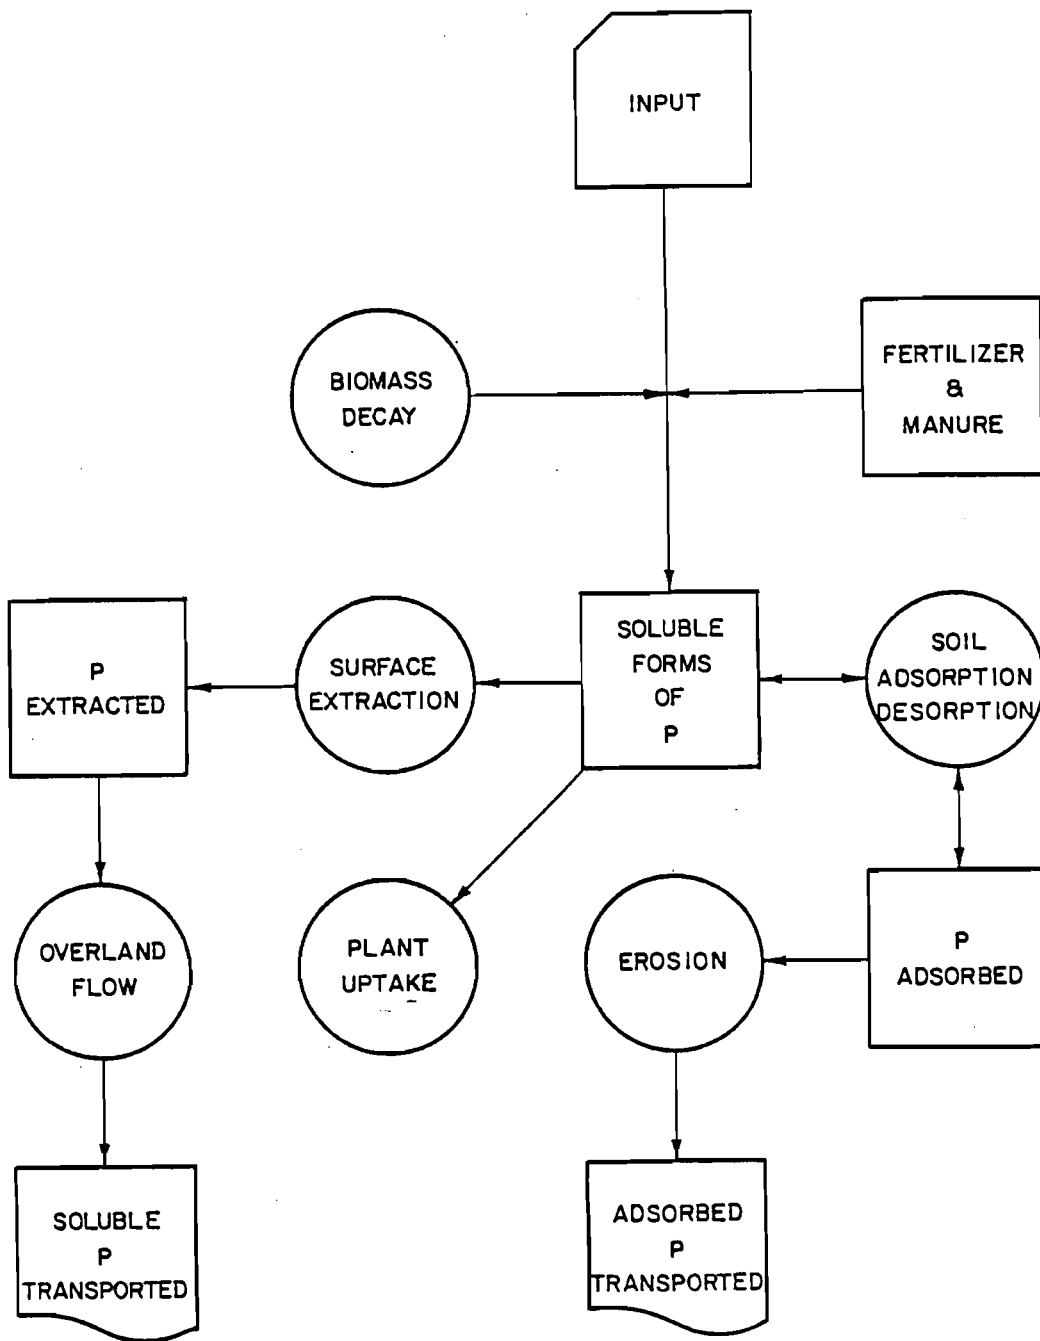 INPUT
BIOMASS
DECAY
FERTILIZER
&
MANURE
P
EXTRACTED
SURFACE
EXTRACTION
SOLUBLE
FORMS
OF
P
SOIL
ADSORPTION
DESORPTION
OVERLAND
FLOW
PLANT
UPTAKE
EROSION
P
ADSORBED
SOLUBLE
P
TRANSPORTED
ADSORBED
P
TRANSPORTED